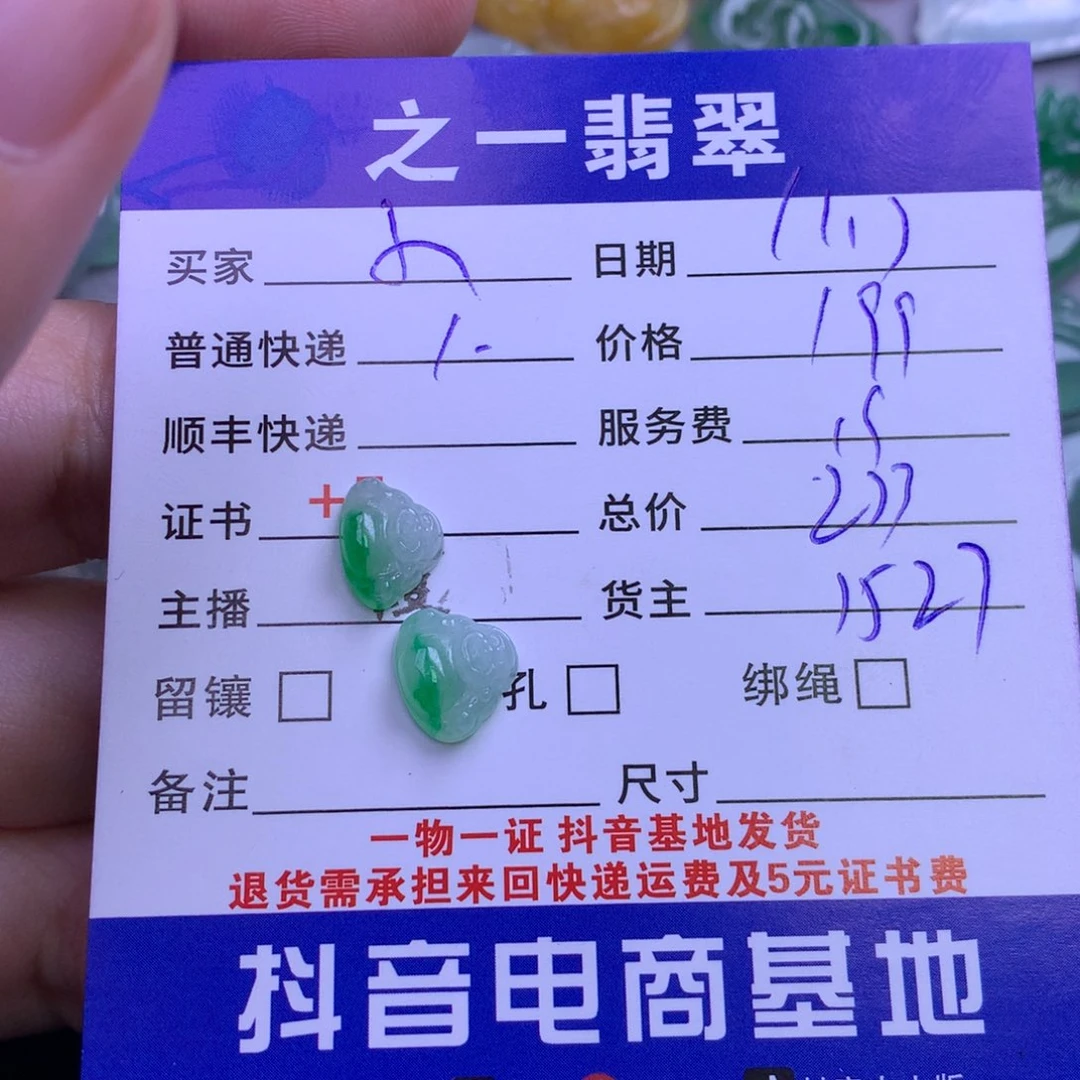 之一翡翠
买家 日期
普通快递 价格 199
顺丰快递 服务费 15
证书 + 总价
主播 货主 1527
留镶 孔 绑绳
备注 尺寸
一物一证 抖音基地发货
退货需承担来回快递运费及5元证书费
抖音电商基地